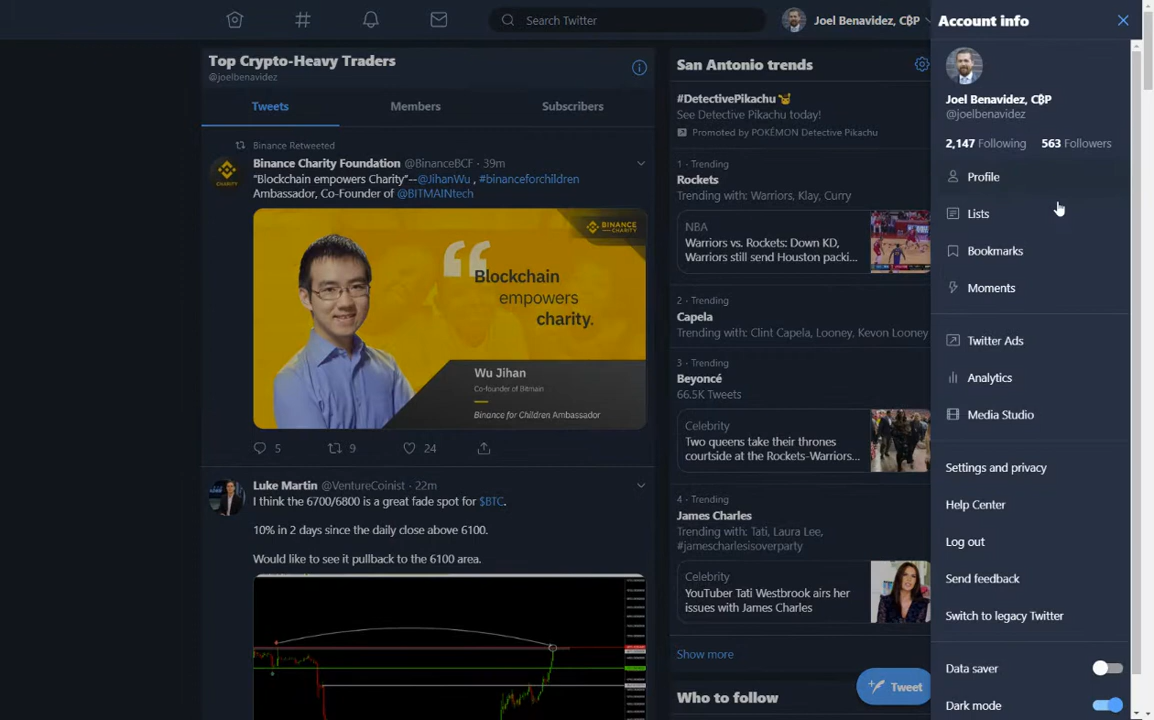 Search Twitter
Joel Benavidez, C₿P
Top Crypto-Heavy Traders
@joelbenavidez
Tweets
Members
Subscribers
Binance Retweeted
Binance Charity Foundation @BinanceBCF · 39m
“Blockchain empowers Charity”--@JihanWu , #binanceforchildren
Ambassador, Co-Founder of @BITMAINtech
CHARITY
BINANCE
CHARITY
Blockchain
empowers
charity.
Wu Jihan
Co-founder of Bitmain
Binance for Children Ambassador
5
9
24
Luke Martin @VentureCoinist · 22m
I think the 6700/6800 is a great fade spot for $BTC.
10% in 2 days since the daily close above 6100.
Would like to see it pullback to the 6100 area.
San Antonio trends
#DetectivePikachu
See Detective Pikachu today!
Promoted by POKÉMON Detective Pikachu
1 · Trending
Rockets
Trending with: Warriors, Klay, Curry
NBA
Warriors vs. Rockets: Down KD,
Warriors still send Houston packi...
2 · Trending
Capela
Trending with: Clint Capela, Looney, Kevon Looney
3 · Trending
Beyoncé
66.5K Tweets
Celebrity
Two queens take their thrones
courtside at the Rockets-Warriors...
4 · Trending
James Charles
Trending with: Tati, Laura Lee,
#jamescharlesisoverparty
Celebrity
YouTuber Tati Westbrook airs her
issues with James Charles
Show more
Who to follow
Tweet
Account info
Joel Benavidez, C₿P
@joelbenavidez
2,147 Following 563 Followers
Profile
Lists
Bookmarks
Moments
Twitter Ads
Analytics
Media Studio
Settings and privacy
Help Center
Log out
Send feedback
Switch to legacy Twitter
Data saver
Dark mode